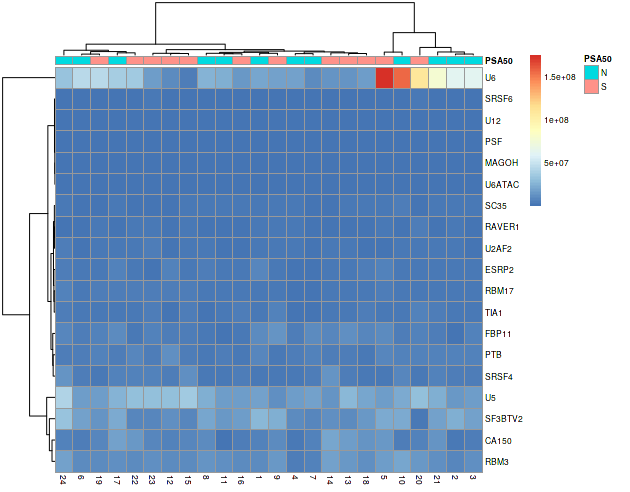 PSA50
PSA50
N
S
1.5e+08
1e+08
5e+07
U6
SRSF6
U12
PSF
MAGOH
U6ATAC
SC35
RAVER1
U2AF2
ESRP2
RBM17
TIA1
FBP11
PTB
SRSF4
U5
SF3BTV2
CA150
RBM3
24 6 19 17 22 23 12 15 8 11 16 1 9 4 7 14 13 18 5 10 20 21 2 3